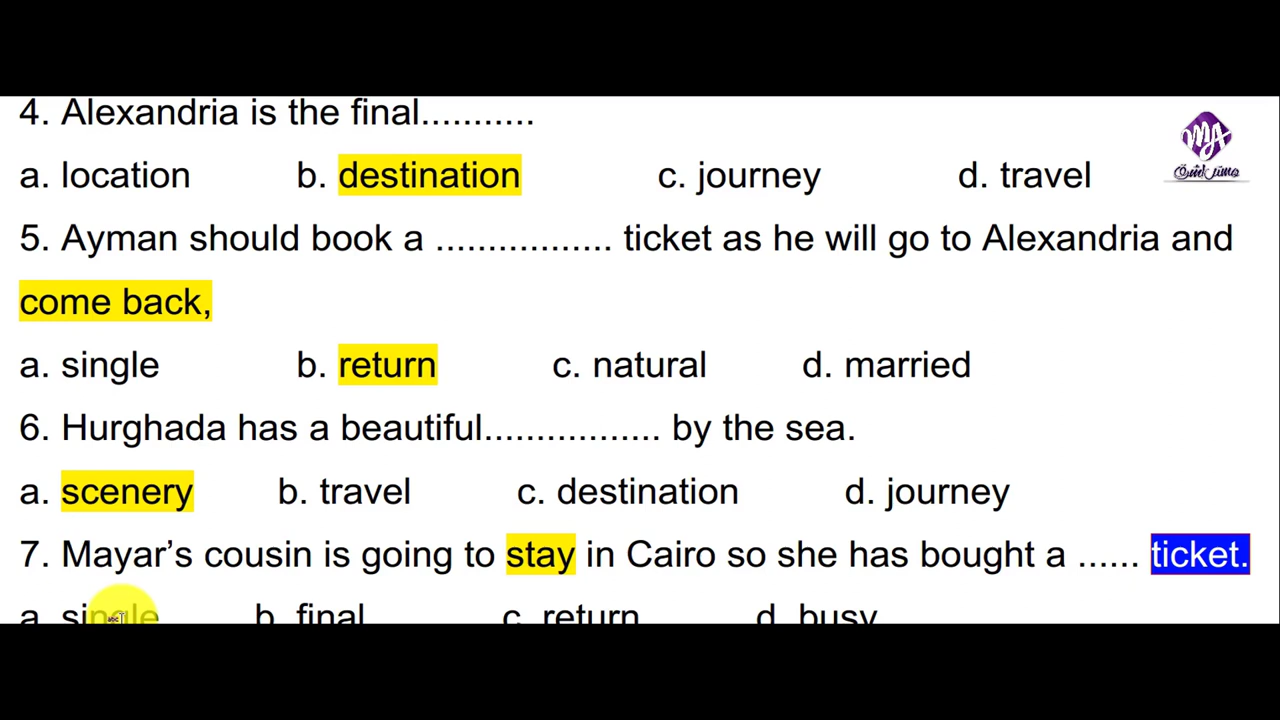 4. Alexandria is the final...........
a. location b. destination c. journey d. travel
5. Ayman should book a ................. ticket as he will go to Alexandria and
come back,
a. single b. return c. natural d. married
6. Hurghada has a beautiful................. by the sea.
a. scenery b. travel c. destination d. journey
7. Mayar’s cousin is going to stay in Cairo so she has bought a ...... ticket.
a. single b. final c. return d. busy
MA